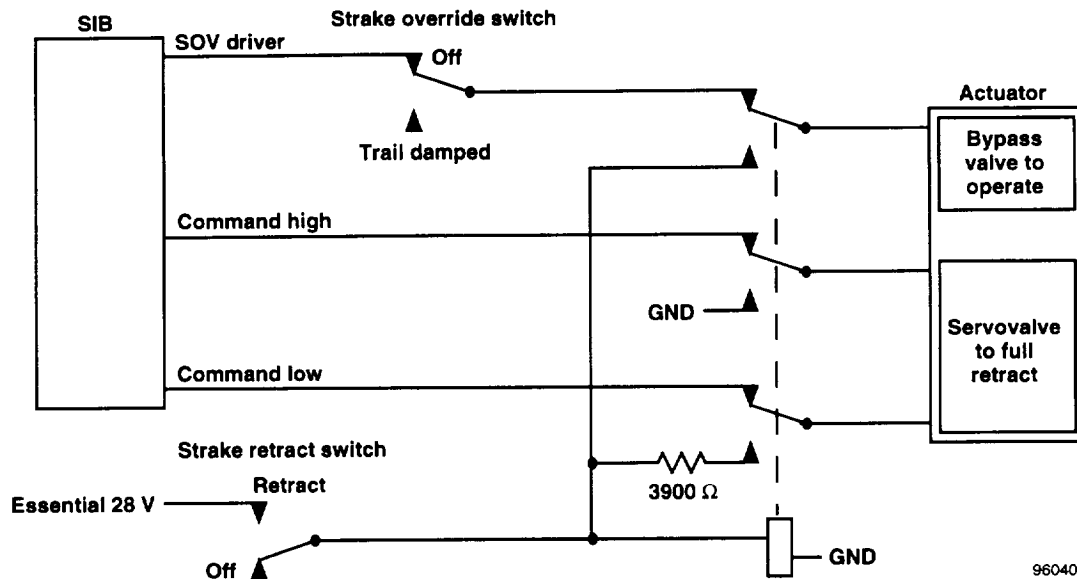 Strake override switch
SIB
SOV driver
Off
Trail damped
Actuator
Bypass
valve to
operate
Command high
GND
Servovalve
to full
retract
Command low
Strake retract switch
Retract
Essential 28 V
3900 Ω
Off
GND
96040